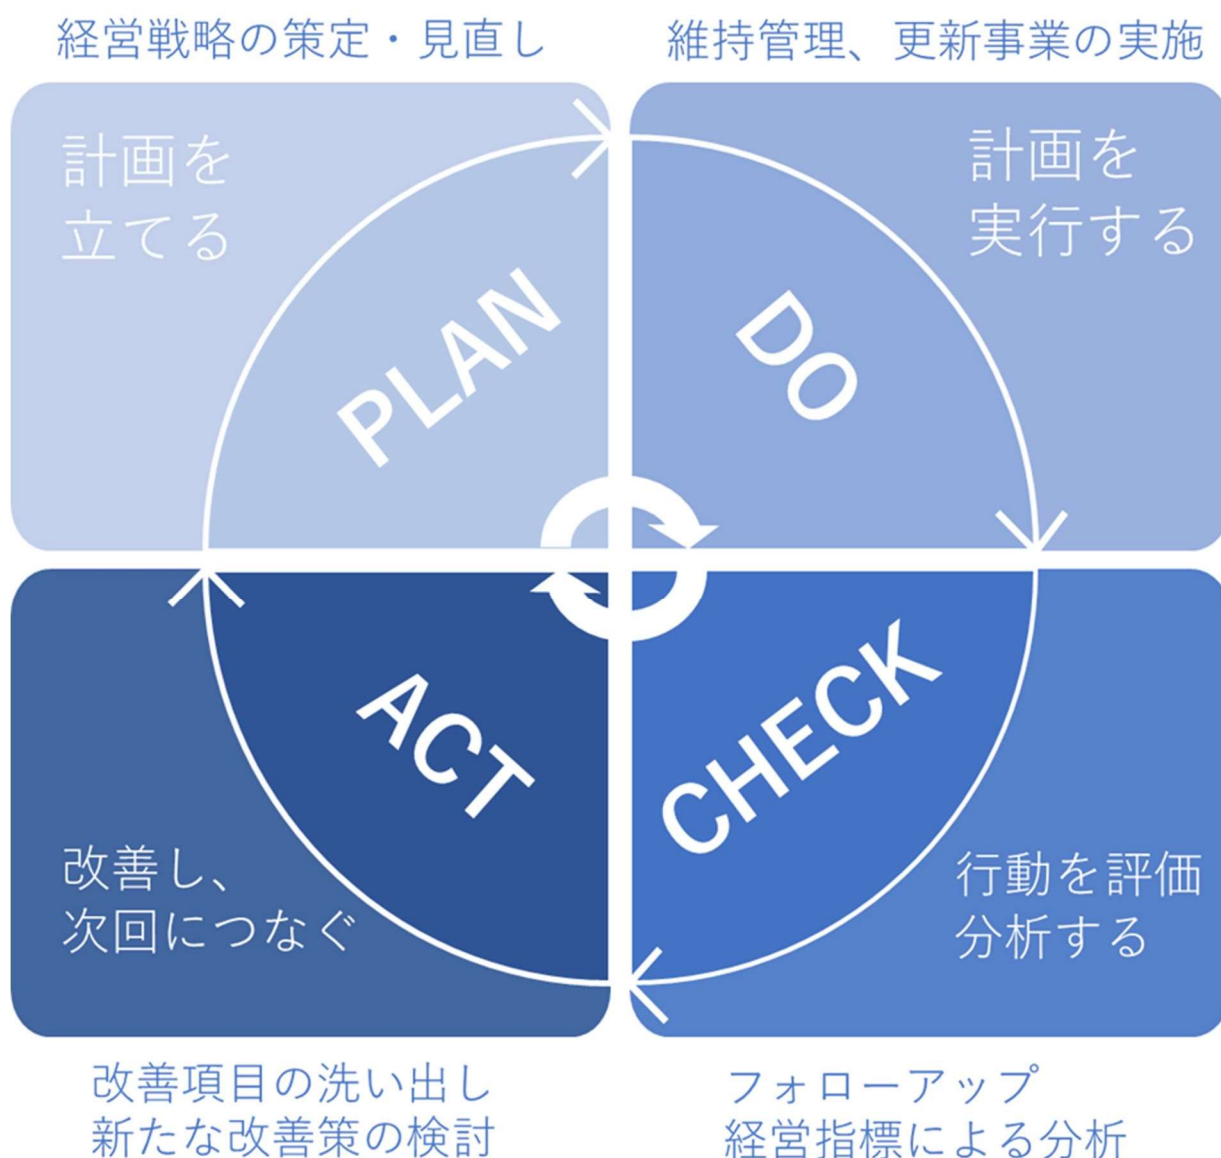 経営戦略の策定・見直し
維持管理、更新事業の実施
計画を
立てる
PLAN
計画を
実行する
DO
ACT
改善し、
次回につなぐ
CHECK
行動を評価
分析する
改善項目の洗い出し
新たな改善策の検討
フォローアップ
経営指標による分析